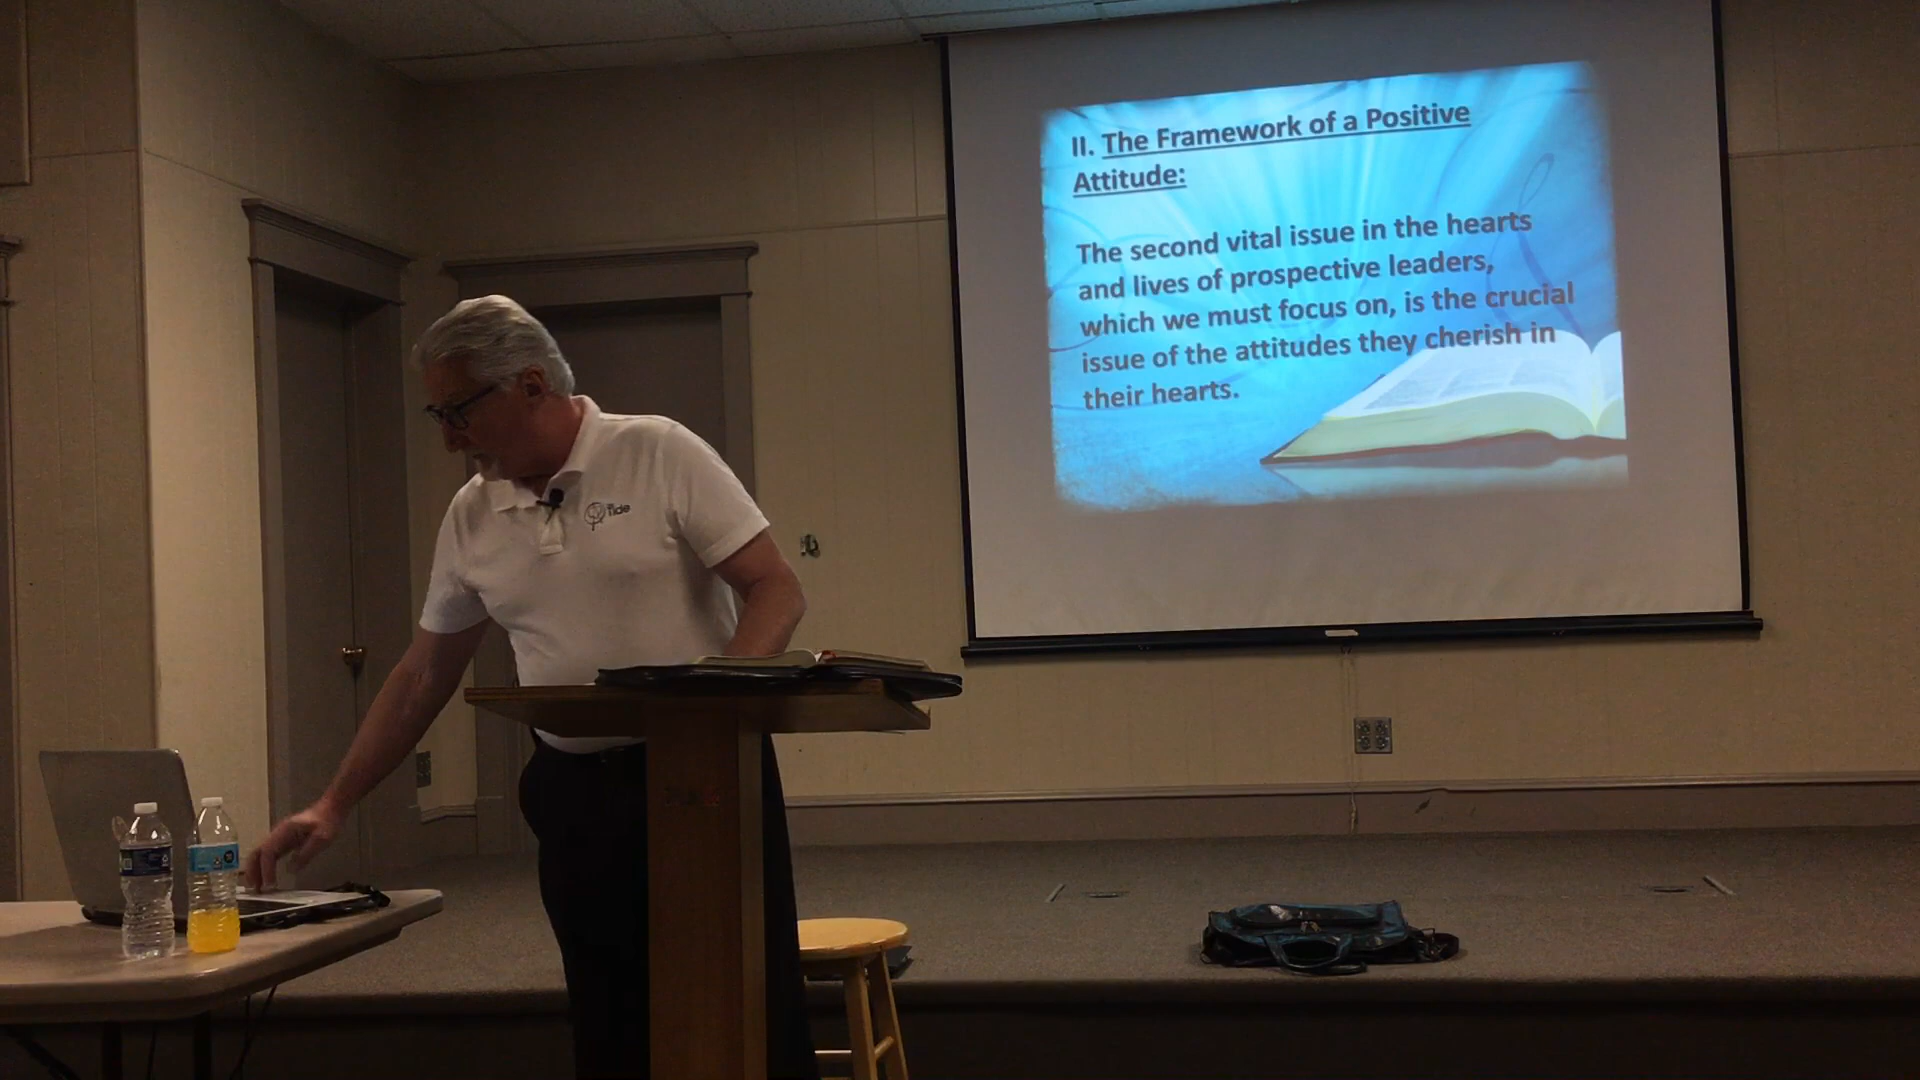 II. The Framework of a Positive
Attitude:
The second vital issue in the hearts
and lives of prospective leaders,
which we must focus on, is the crucial
issue of the attitudes they cherish in
their hearts.
Tide